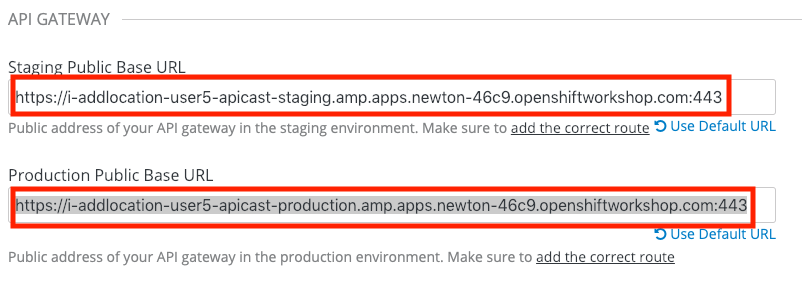 API GATEWAY
Staging Public Base URL
https://i-addlocation-user5-apicast-staging.amp.apps.newton-46c9.openshiftworkshop.com:443
Public address of your API gateway in the staging environment. Make sure to add the correct route Use Default URL
Production Public Base URL
https://i-addlocation-user5-apicast-production.amp.apps.newton-46c9.openshiftworkshop.com:443
Use Default URL
Public address of your API gateway in the production environment. Make sure to add the correct route